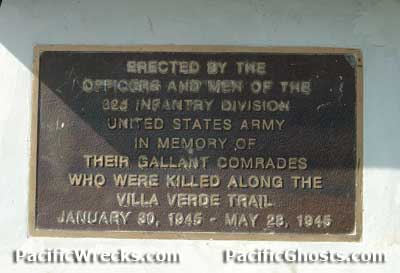 ERECTED BY THE
OFFICERS AND MEN OF THE
32d INFANTRY DIVISION
UNITED STATES ARMY
IN MEMORY OF
THEIR GALLANT COMRADES
WHO WERE KILLED ALONG THE
VILLA VERDE TRAIL
JANUARY 30, 1945 - MAY 28, 1945
PacificWrecks.com PacificGhosts.com